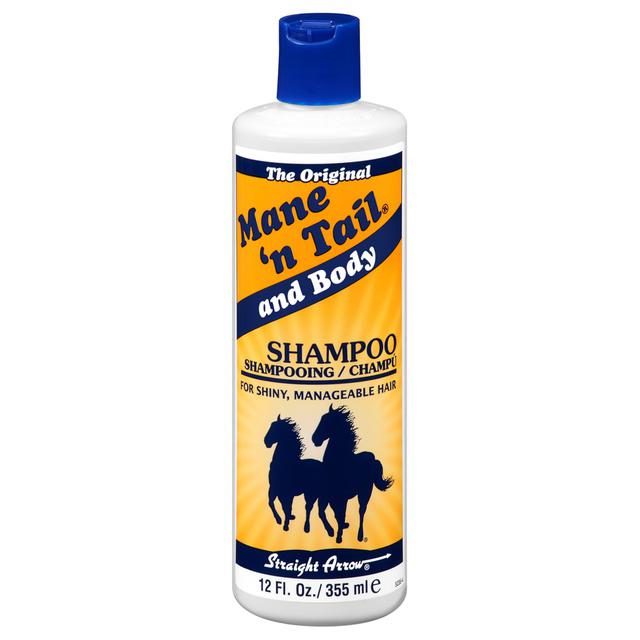 The Original
Mane
'n Tail®
and Body
SHAMPOO
SHAMPOOING / CHAMPÚ
FOR SHINY, MANAGEABLE HAIR
Straight Arrow®
12 Fl. Oz./ 355 ml ℮